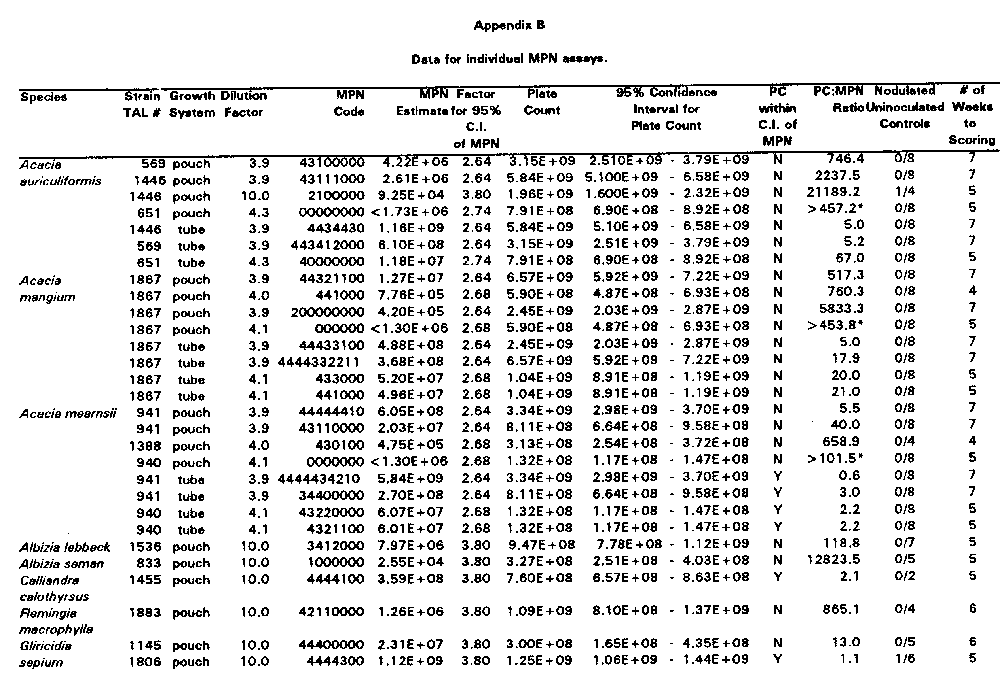 Appendix B
Data for individual MPN assays.
Species Strain Growth Dilution MPN MPN Factor Plate 95% Confidence PC PC:MPN Nodulated # of
TAL # System Factor Code Estimate for 95% Count Interval for within Ratio Uninoculated Weeks
C.I. Plate Count C.I. of Controls to
of MPN MPN Scoring
Acacia 569 pouch 3.9 43100000 4.22E+06 2.64 3.15E+09 2.510E+09 - 3.79E+09 N 746.4 0/8 7
auriculiformis 1446 pouch 3.9 43111000 2.61E+06 2.64 5.84E+09 5.100E+09 - 6.58E+09 N 2237.5 0/8 7
1446 pouch 10.0 2100000 9.25E+04 3.80 1.96E+09 1.600E+09 - 2.32E+09 N 21189.2 1/4 5
651 pouch 4.3 00000000 <1.73E+06 2.74 7.91E+08 6.90E+08 - 8.92E+08 N >457.2* 0/8 5
1446 tube 3.9 4434430 1.16E+09 2.64 5.84E+09 5.10E+09 - 6.58E+09 N 5.0 0/8 7
569 tube 3.9 443412000 6.10E+08 2.64 3.15E+09 2.51E+09 - 3.79E+09 N 5.2 0/8 7
651 tube 4.3 40000000 1.18E+07 2.74 7.91E+08 6.90E+08 - 8.92E+08 N 67.0 0/8 5
Acacia 1867 pouch 3.9 44321100 1.27E+07 2.64 6.57E+09 5.92E+09 - 7.22E+09 N 517.3 0/8 7
mangium 1867 pouch 4.0 441000 7.76E+05 2.68 5.90E+08 4.87E+08 - 6.93E+08 N 760.3 0/8 4
1867 pouch 3.9 200000000 4.20E+05 2.64 2.45E+09 2.03E+09 - 2.87E+09 N 5833.3 0/8 7
1867 pouch 4.1 000000 <1.30E+06 2.68 5.90E+08 4.87E+08 - 6.93E+08 N >453.8* 0/8 5
1867 tube 3.9 44433100 4.88E+08 2.64 2.45E+09 2.03E+09 - 2.87E+09 N 5.0 0/8 7
1867 tube 3.9 4444332211 3.68E+08 2.64 6.57E+09 5.92E+09 - 7.22E+09 N 17.9 0/8 7
1867 tube 4.1 433000 5.20E+07 2.68 1.04E+09 8.91E+08 - 1.19E+09 N 20.0 0/8 5
1867 tube 4.1 441000 4.96E+07 2.68 1.04E+09 8.91E+08 - 1.19E+09 N 21.0 0/8 5
Acacia mearnsii 941 pouch 3.9 44444410 6.05E+08 2.64 3.34E+09 2.98E+09 - 3.70E+09 N 5.5 0/8 7
941 pouch 3.9 43110000 2.03E+07 2.64 8.11E+08 6.64E+08 - 9.58E+08 N 40.0 0/8 7
1388 pouch 4.0 430100 4.75E+05 2.68 3.13E+08 2.54E+08 - 3.72E+08 N 658.9 0/4 4
940 pouch 4.1 0000000 <1.30E+06 2.68 1.32E+08 1.17E+08 - 1.47E+08 N >101.5* 0/8 5
941 tube 3.9 4444434210 5.84E+09 2.64 3.34E+09 2.98E+09 - 3.70E+09 Y 0.6 0/8 7
941 tube 3.9 34400000 2.70E+08 2.64 8.11E+08 6.64E+08 - 9.58E+08 Y 3.0 0/8 7
940 tube 4.1 43220000 6.07E+07 2.68 1.32E+08 1.17E+08 - 1.47E+08 Y 2.2 0/8 5
940 tube 4.1 4321100 6.01E+07 2.68 1.32E+08 1.17E+08 - 1.47E+08 Y 2.2 0/8 5
Albizia lebbeck 1536 pouch 10.0 3412000 7.97E+06 3.80 9.47E+08 7.78E+08 - 1.12E+09 N 118.8 0/7 5
Albizia saman 833 pouch 10.0 1000000 2.55E+04 3.80 3.27E+08 2.51E+08 - 4.03E+08 N 12823.5 0/5 5
Calliandra 1455 pouch 10.0 4444100 3.59E+08 3.80 7.60E+08 6.57E+08 - 8.63E+08 Y 2.1 0/2 5
calothyrsus
Flemingia 1883 pouch 10.0 42110000 1.26E+06 3.80 1.09E+09 8.10E+08 - 1.37E+09 N 865.1 0/4 6
macrophylla
Gliricidia 1145 pouch 10.0 44400000 2.31E+07 3.80 3.00E+08 1.65E+08 - 4.35E+08 N 13.0 0/5 6
sepium 1806 pouch 10.0 4444300 1.12E+09 3.80 1.25E+09 1.06E+09 - 1.44E+09 Y 1.1 1/6 5